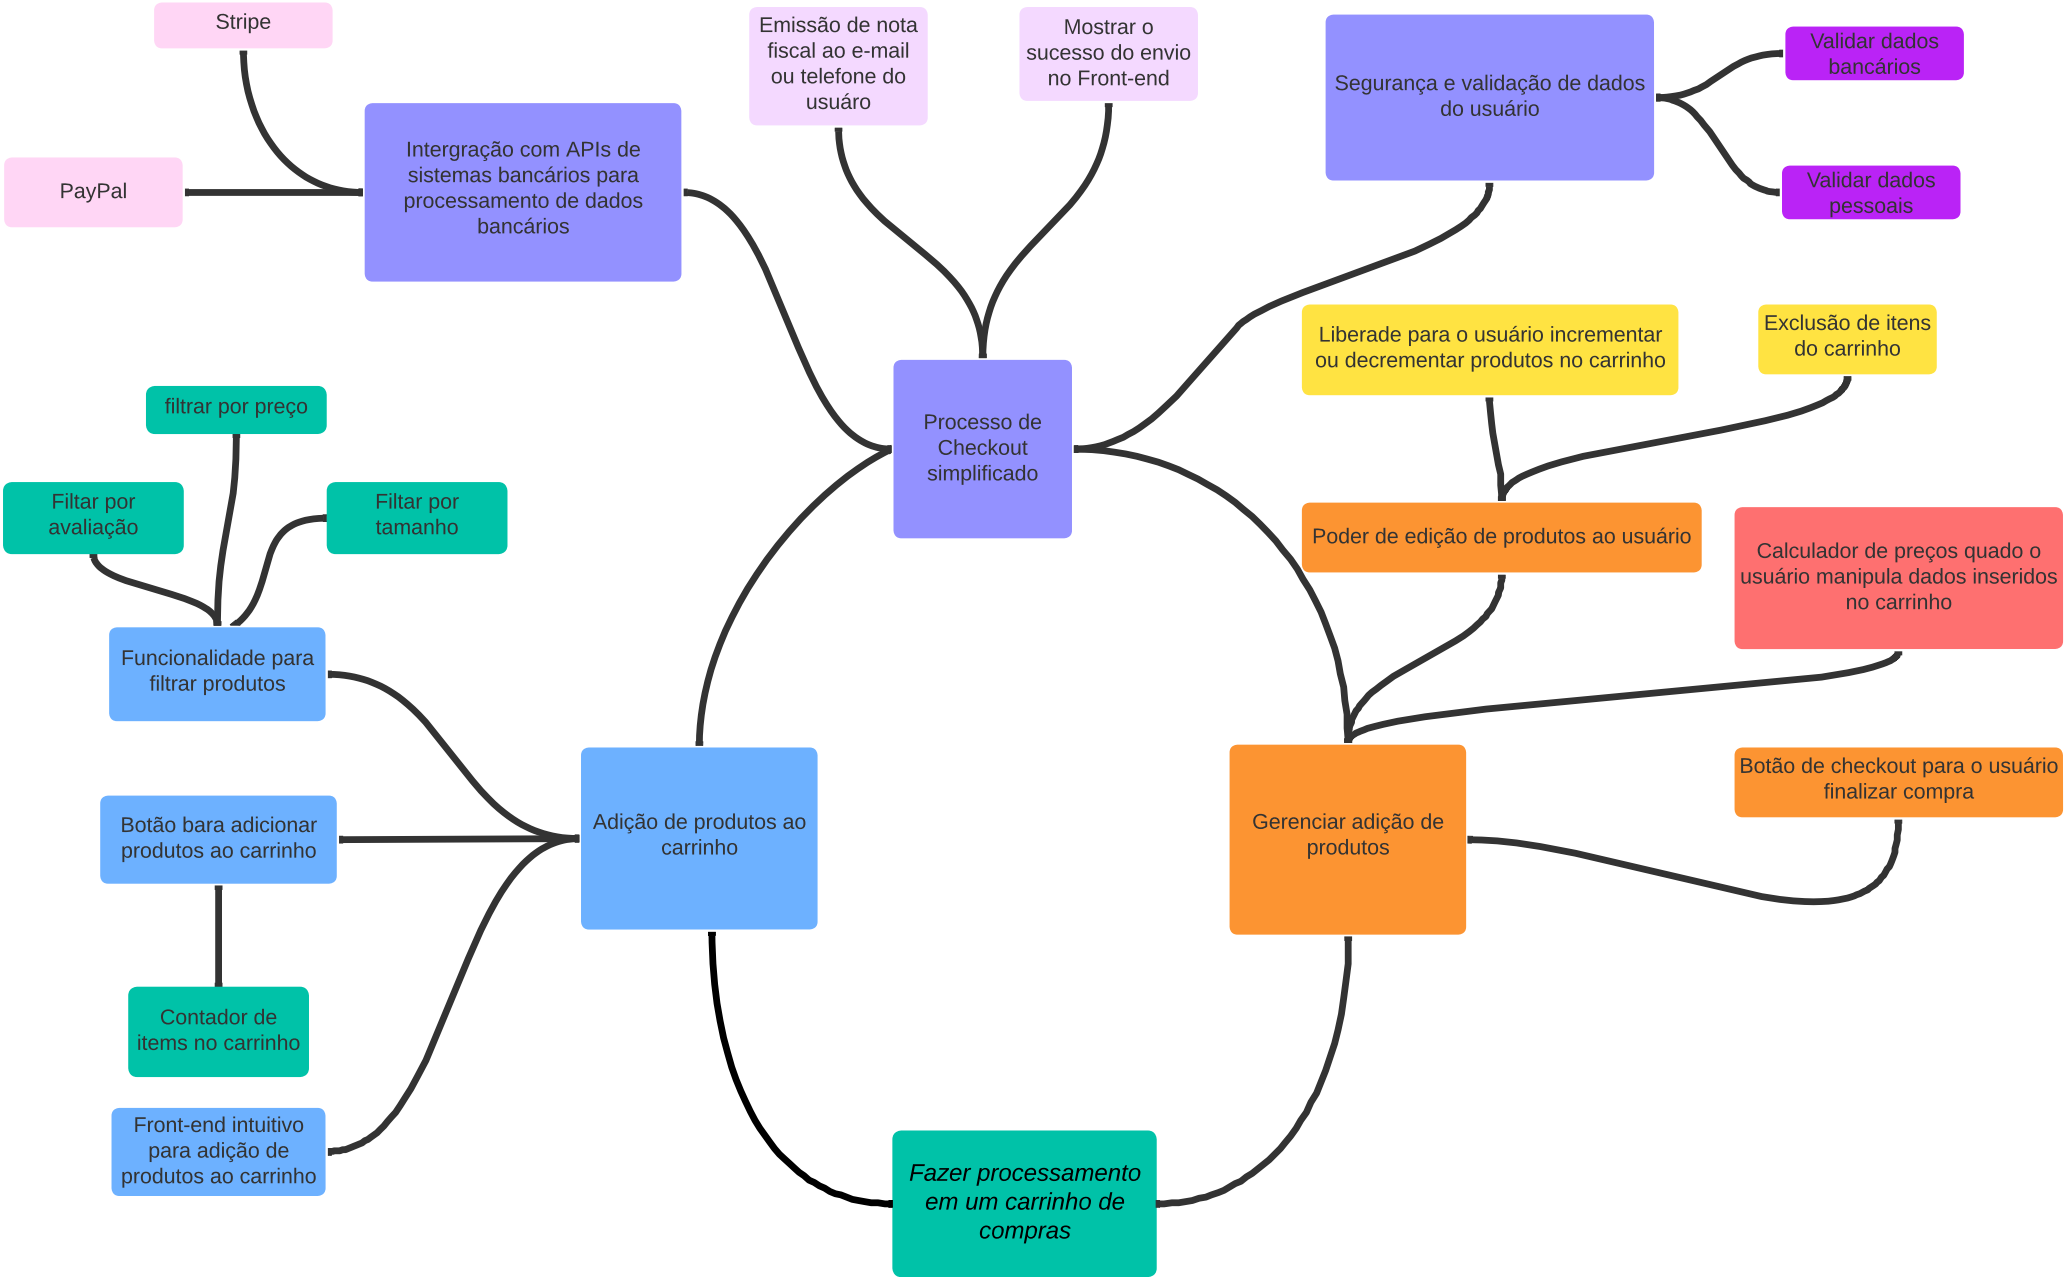 Stripe
Emissão de nota
fiscal ao e-mail
ou telefone do
usuáro
Mostrar o
sucesso do envio
no Front-end
Segurança e validação de dados
do usuário
Validar dados
bancários
Intergração com APIs de
sistemas bancários para
processamento de dados
bancários
PayPal
Validar dados
pessoais
Liberade para o usuário incrementar
ou decrementar produtos no carrinho
Exclusão de itens
do carrinho
Processo de
Checkout
simplificado
filtrar por preço
Filtar por
avaliação
Filtar por
tamanho
Poder de edição de produtos ao usuário
Calculador de preços quado o
usuário manipula dados inseridos
no carrinho
Funcionalidade para
filtrar produtos
Botão bara adicionar
produtos ao carrinho
Adição de produtos ao
carrinho
Gerenciar adição de
produtos
Botão de checkout para o usuário
finalizar compra
Contador de
items no carrinho
Front-end intuitivo
para adição de
produtos ao carrinho
Fazer processamento
em um carrinho de
compras